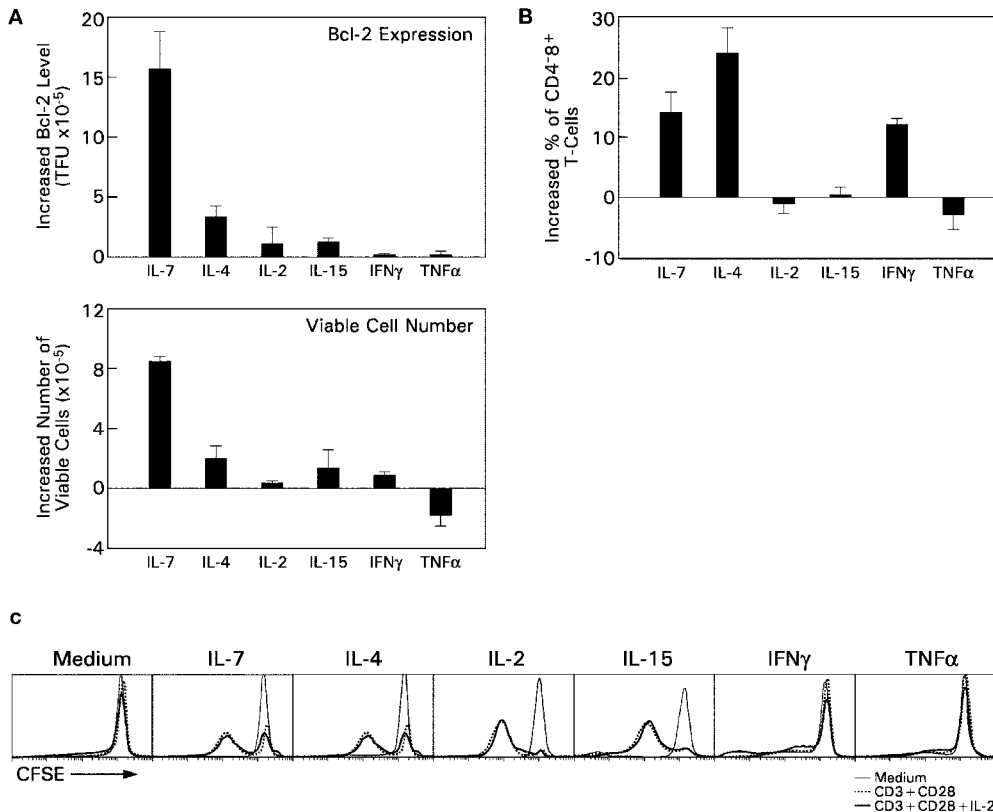 A
Bcl-2 Expression
Increased Bcl-2 Level
(TFU x10⁻⁵)
20
15
10
5
0
IL-7 IL-4 IL-2 IL-15 IFNγ TNFα
Viable Cell Number
Increased Number of
Viable Cells (x10⁻⁵)
12
8
4
0
-4
IL-7 IL-4 IL-2 IL-15 IFNγ TNFα
B
Increased % of CD4⁻8⁺
T-Cells
30
20
10
0
-10
IL-7 IL-4 IL-2 IL-15 IFNγ TNFα
C
Medium IL-7 IL-4 IL-2 IL-15 IFNγ TNFα
CFSE
Medium
CD3+CD28
CD3+CD28+IL-2